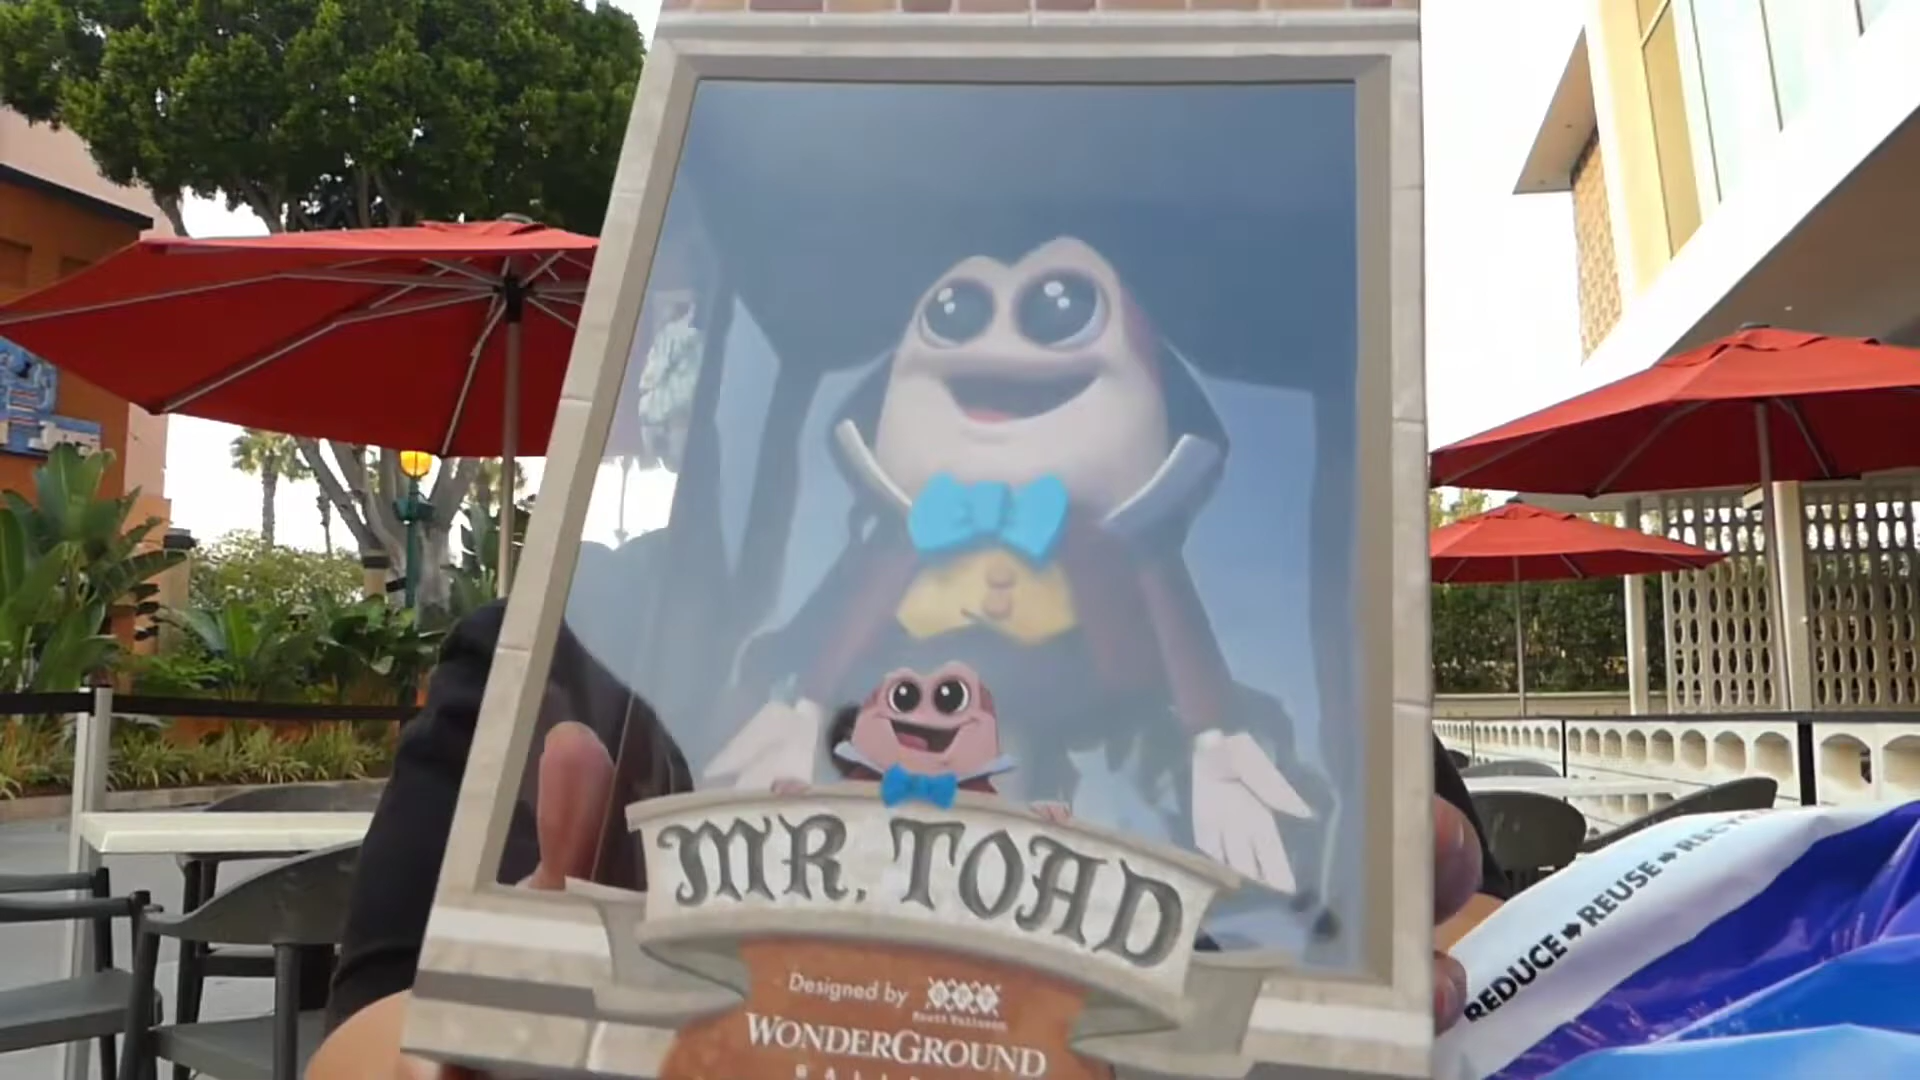 MR. TOAD
Designed by
WONDERGROUND
REDUCE → REUSE →